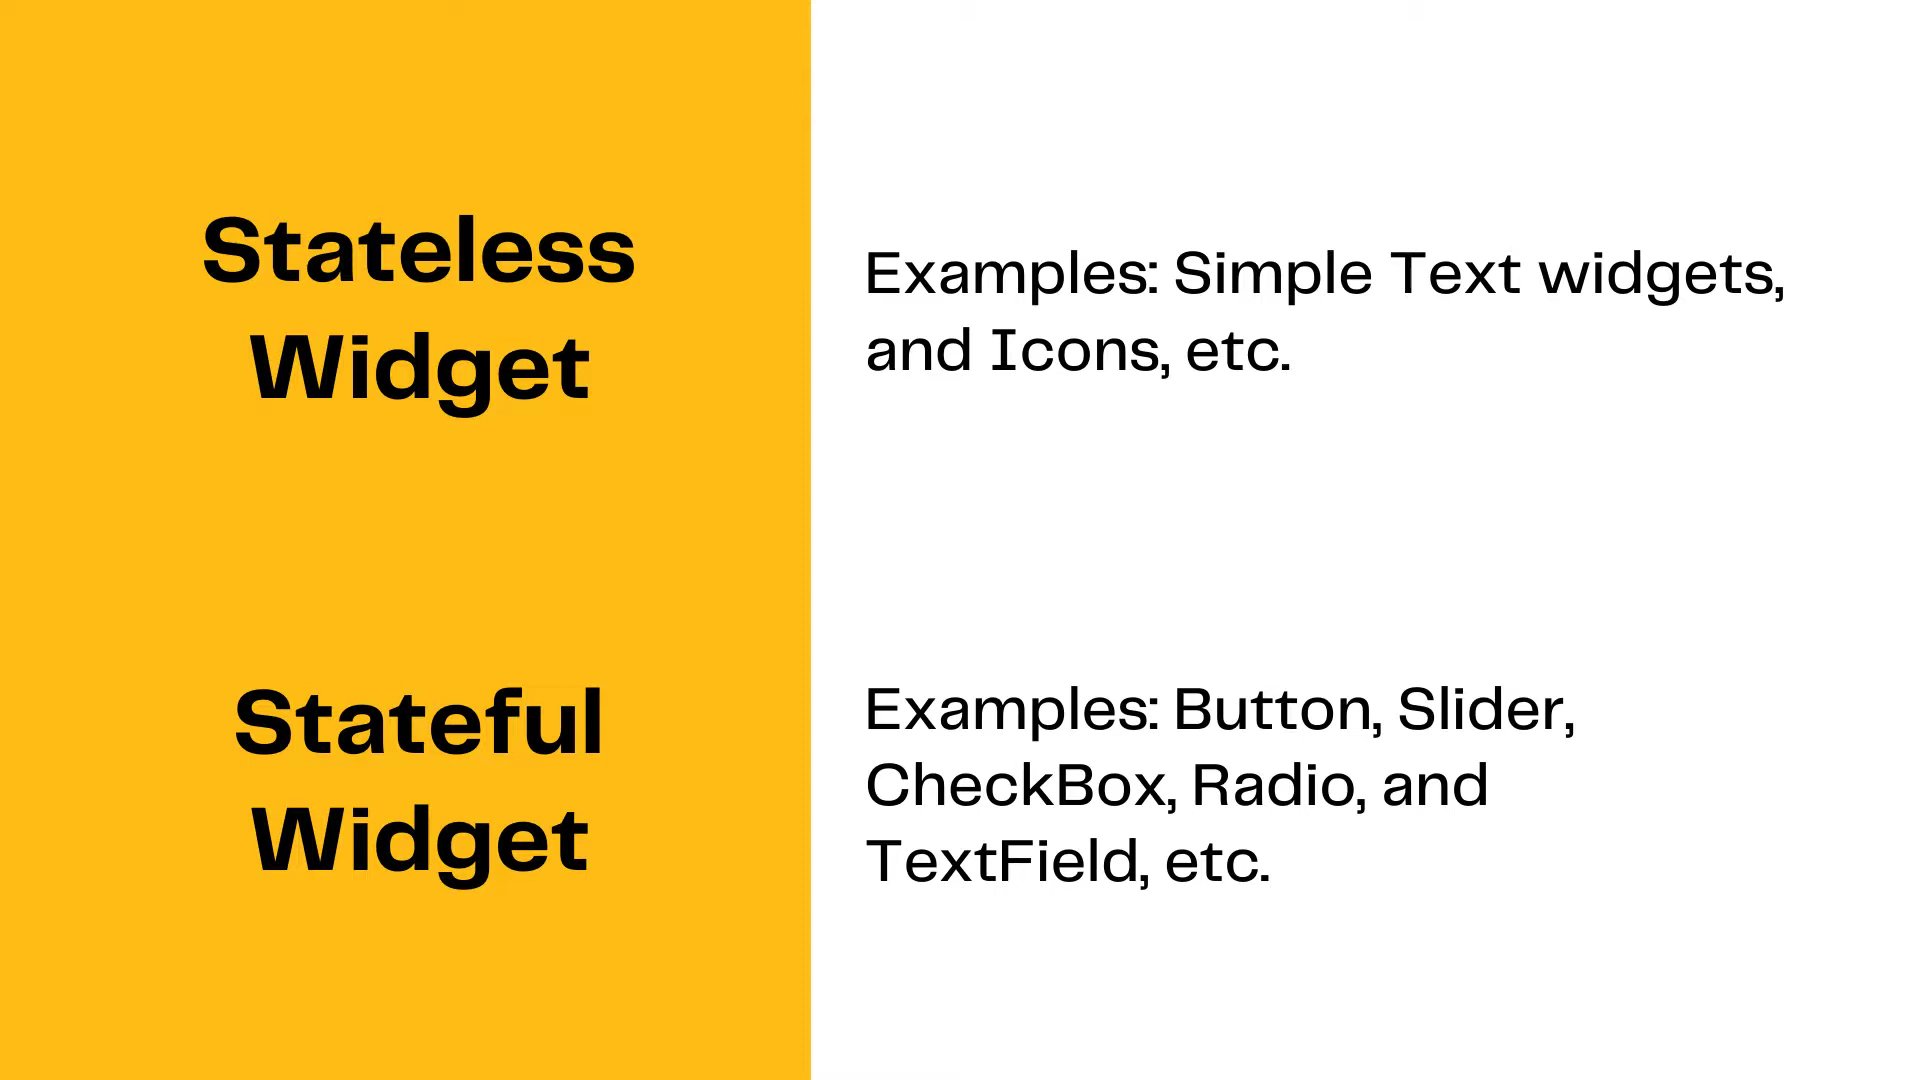 Stateless
Widget
Examples: Simple Text widgets,
and Icons, etc.
Stateful
Widget
Examples: Button, Slider,
CheckBox, Radio, and
TextField, etc.